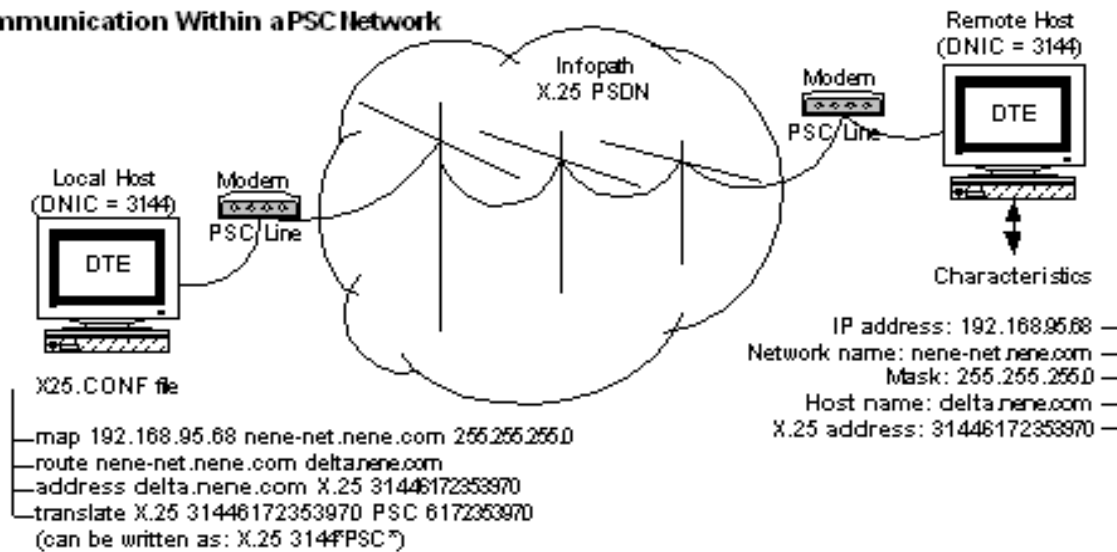 mmunication Within a PSC Network
Remote Host
(DNIC = 3144)
Infopath
X.25 PSDN
Modem
DTE
PSC Line
Local Host
(DNIC = 3144)
Modem
PSC Line
DTE
Characteristics
X25.CONF file
IP address: 192.168.95.68
Network name: nene-net.nene.com
Mask: 255.255.255.0
Host name: delta.nene.com
X.25 address: 31446172353970
map 192.168.95.68 nene-net.nene.com 255.255.255.0
route nene-net.nene.com delta.nene.com
address delta.nene.com X.25 31446172353970
translate X.25 31446172353970 PSC 6172353970
(can be written as: X.25 3144*PSC*)